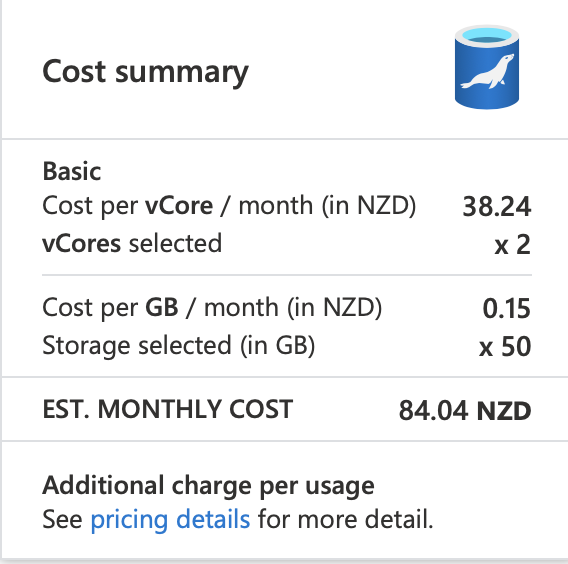 Cost summary
Basic
Cost per vCore / month (in NZD) 38.24
vCores selected x 2
Cost per GB / month (in NZD) 0.15
Storage selected (in GB) x 50
EST. MONTHLY COST 84.04 NZD
Additional charge per usage
See pricing details for more detail.